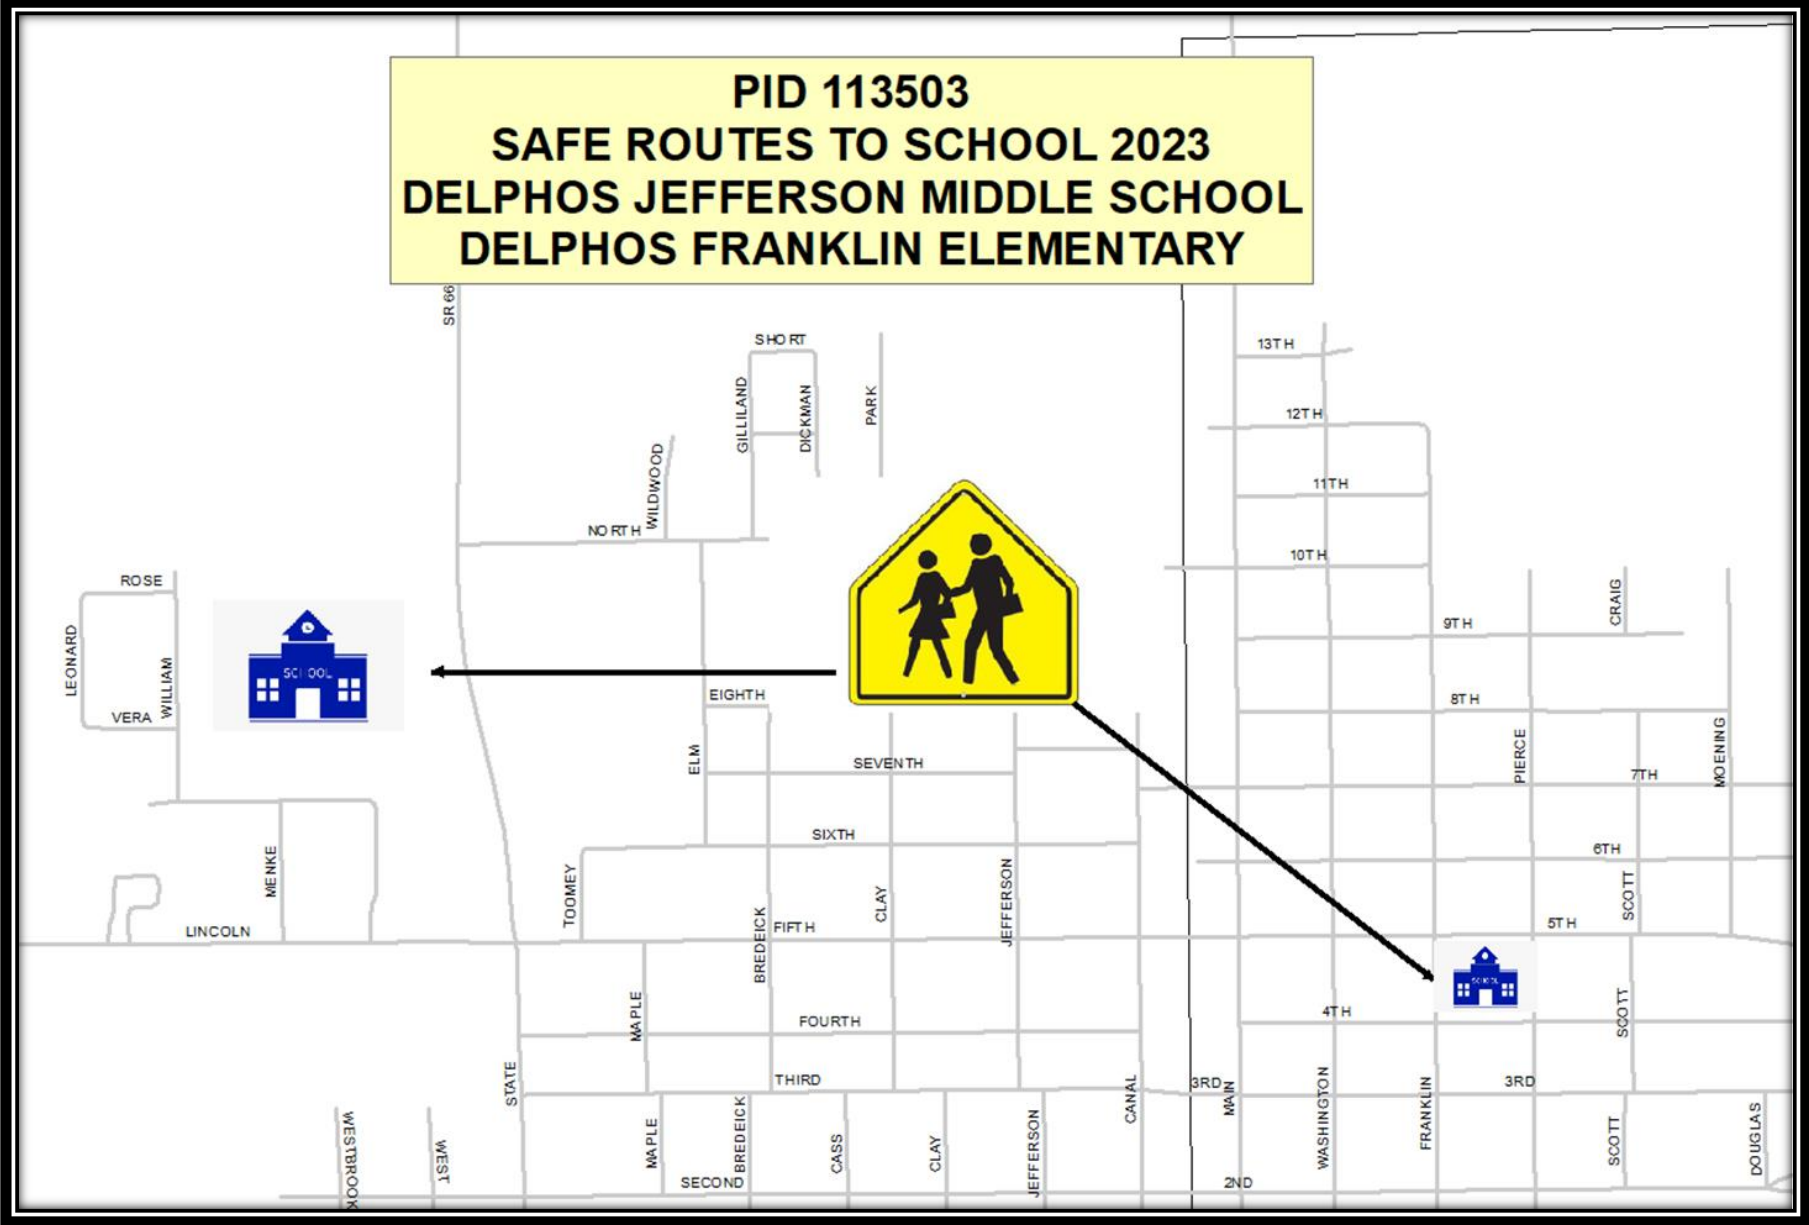 PID 113503
SAFE ROUTES TO SCHOOL 2023
DELPHOS JEFFERSON MIDDLE SCHOOL
DELPHOS FRANKLIN ELEMENTARY
SR 66
SHORT
13TH
GILLILAND
DICKMAN
PARK
12TH
WILDWOOD
11TH
NORTH
10TH
ROSE
CRAIG
9TH
LEONARD
WILLIAM
SCHOOL
EIGHTH
8TH
VERA
ELM
SEVENTH
PIERCE
7TH
MOENING
SIXTH
6TH
MENKE
TOOMEY
CLAY
JEFFERSON
SCOTT
LINCOLN
BREDEICK
FIFTH
5TH
SCHOOL
MAPLE
FOURTH
4TH
SCOTT
STATE
THIRD
CANAL
3RD
MAIN
WASHINGTON
FRANKLIN
3RD
WESTBROOK
WEST
MAPLE
BREDEICK
CASS
CLAY
JEFFERSON
SCOTT
DOUGLAS
SECOND
2ND